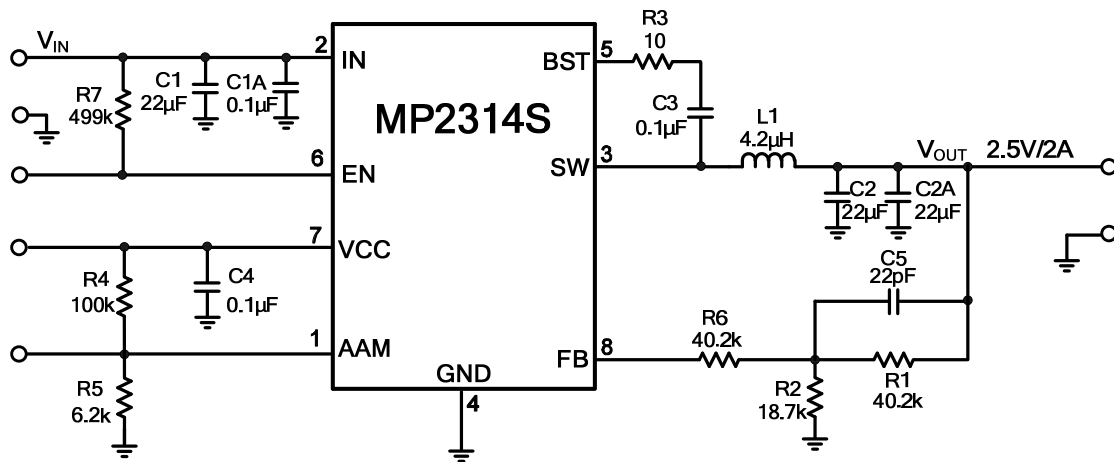 VIN
R7
499k
C1
22µF
C1A
0.1µF
2
IN
6
EN
7
VCC
R4
100k
C4
0.1µF
1
AAM
R5
6.2k
MP2314S
GND
4
BST
5
R3
10
C3
0.1µF
SW
3
L1
4.2µH
VOUT 2.5V/2A
C2
22µF
C2A
22µF
C5
22pF
FB
8
R6
40.2k
R2
18.7k
R1
40.2k